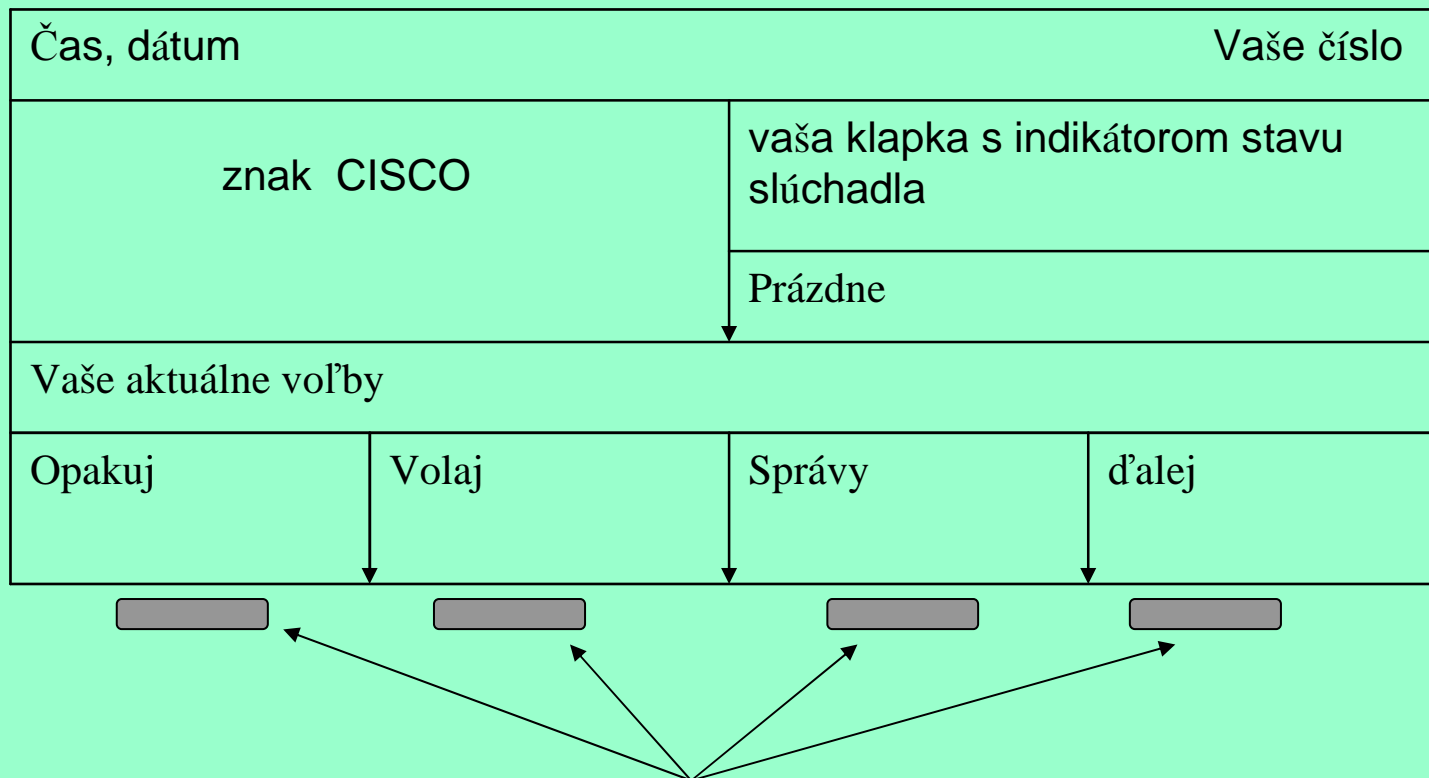 Čas, dátum Vaše číslo
znak CISCO
vaša klapka s indikátorom stavu
slúchadla
Prázdne
Vaše aktuálne voľby
Opakuj Volaj Správy ďalej